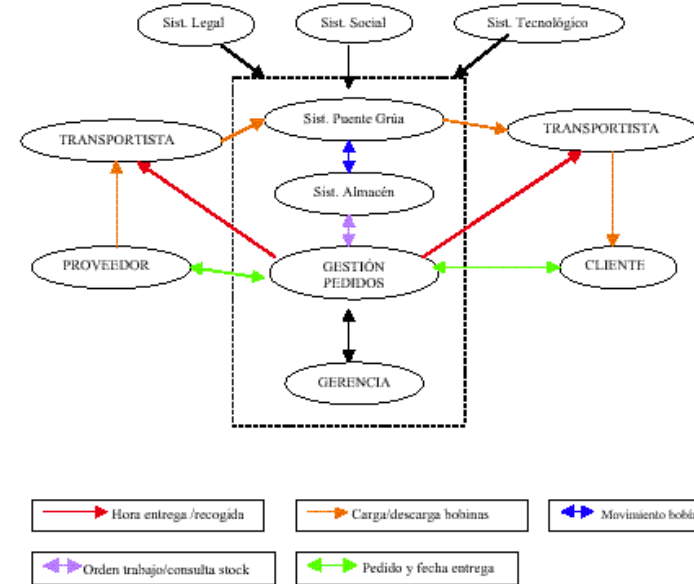 Sist. Legal
Sist. Social
Sist. Tecnológico
Sist. Puente Grúa
TRANSPORTISTA
TRANSPORTISTA
Sist. Almacén
PROVEEDOR
GESTIÓN
PEDIDOS
CLIENTE
GERENCIA
Hora entrega /recogida
Carga/descarga bobinas
Movimiento
Orden trabajo/consulta stock
Pedido y fecha entrega